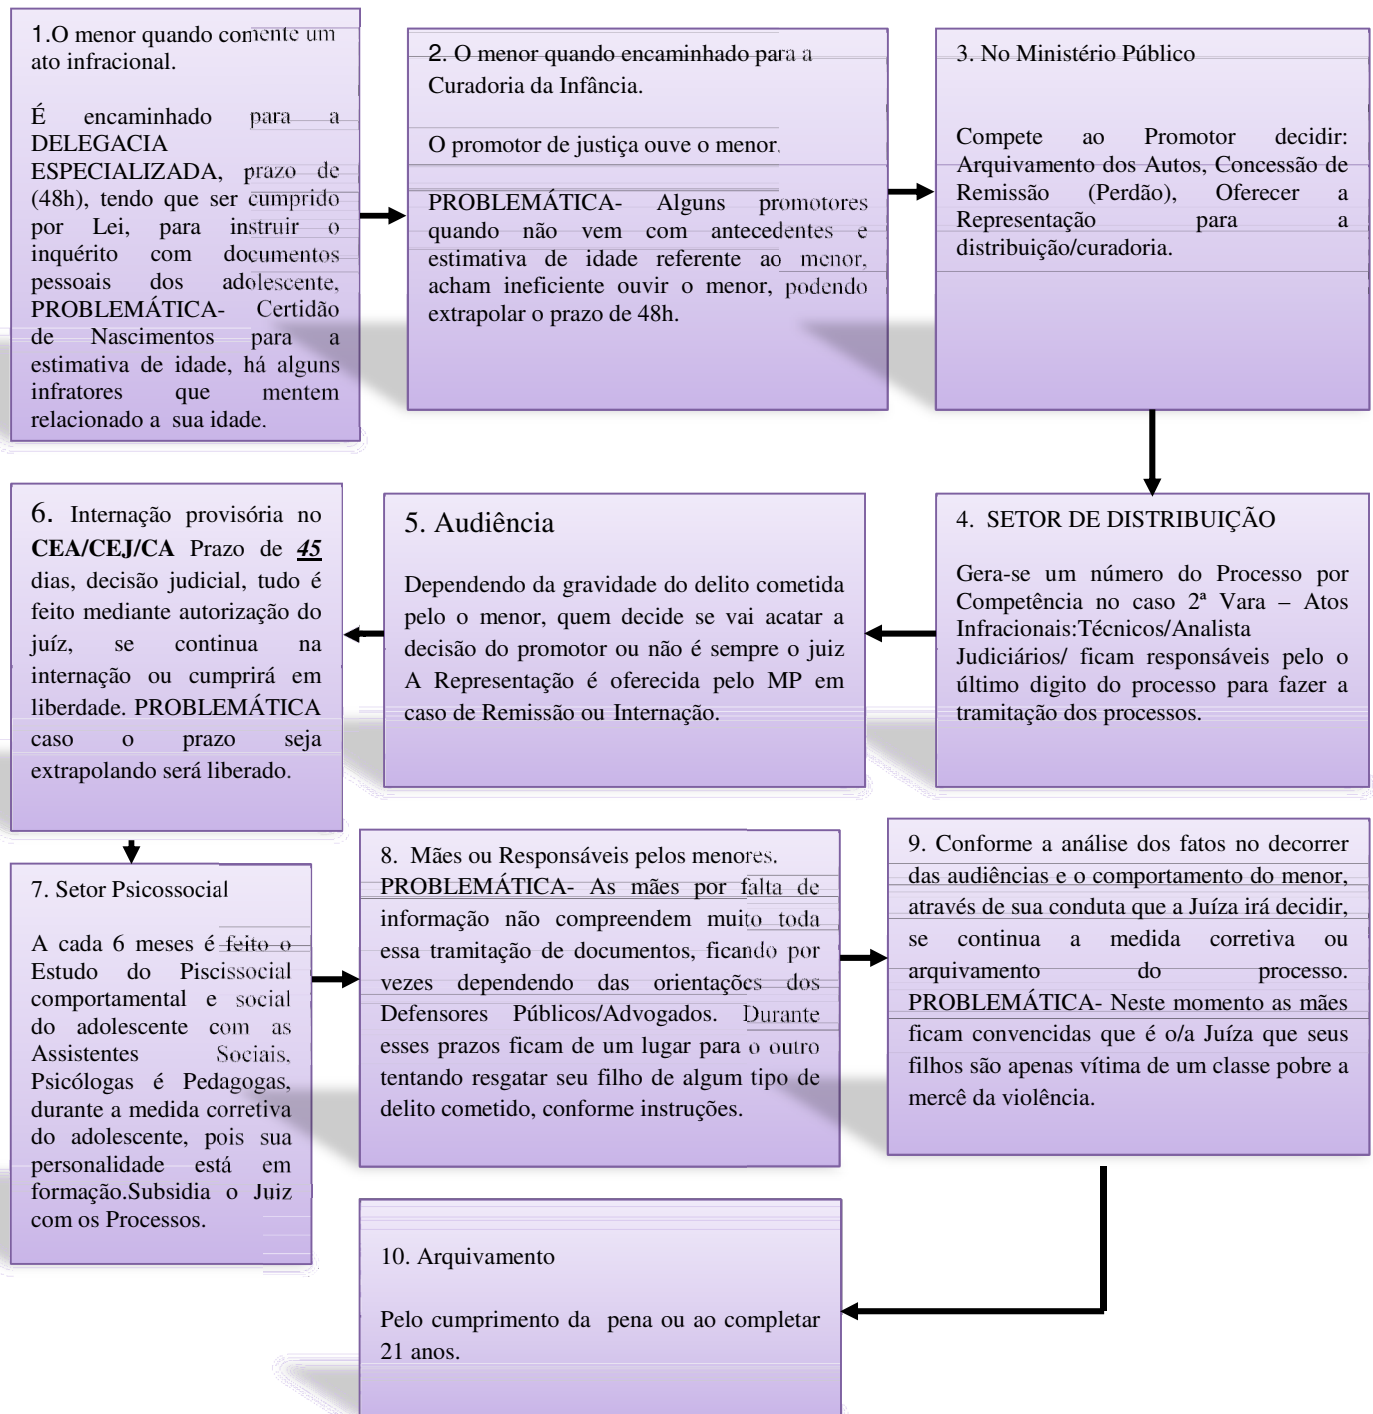 1.O menor quando comente um
ato infracional.
É encaminhado para a
DELEGACIA
ESPECIALIZADA, prazo de
(48h), tendo que ser cumprido
por Lei, para instruir o
inquérito com documentos
pessoais dos adolescente,
PROBLEMÁTICA- Certidão
de Nascimentos para a
estimativa de idade, há alguns
infratores que mentem
relacionado a sua idade.
2. O menor quando encaminhado para a
Curadoria da Infância.
O promotor de justiça ouve o menor.
PROBLEMÁTICA- Alguns promotores
quando não vem com antecedentes e
estimativa de idade referente ao menor,
acham ineficiente ouvir o menor, podendo
extrapolar o prazo de 48h.
3. No Ministério Público
Compete ao Promotor decidir:
Arquivamento dos Autos, Concessão de
Remissão (Perdão), Oferecer a
Representação para a
distribuição/curadoria.
4. SETOR DE DISTRIBUIÇÃO
Gera-se um número do Processo por
Competência no caso 2ª Vara – Atos
Infracionais:Técnicos/Analista
Judiciários/ ficam responsáveis pelo o
último digito do processo para fazer a
tramitação dos processos.
5. Audiência
Dependendo da gravidade do delito cometida
pelo o menor, quem decide se vai acatar a
decisão do promotor ou não é sempre o juiz
A Representação é oferecida pelo MP em
caso de Remissão ou Internação.
6. Internação provisória no
CEA/CEJ/CA Prazo de 45
dias, decisão judicial, tudo é
feito mediante autorização do
juíz, se continua na
internação ou cumprirá em
liberdade. PROBLEMÁTICA
caso o prazo seja
extrapolando será liberado.
7. Setor Psicossocial
A cada 6 meses é feito o
Estudo do Piscissocial
comportamental e social
do adolescente com as
Assistentes Sociais,
Psicólogas é Pedagogas,
durante a medida corretiva
do adolescente, pois sua
personalidade está em
formação.Subsidia o Juiz
com os Processos.
8. Mães ou Responsáveis pelos menores.
PROBLEMÁTICA- As mães por falta de
informação não compreendem muito toda
essa tramitação de documentos, ficando por
vezes dependendo das orientações dos
Defensores Públicos/Advogados. Durante
esses prazos ficam de um lugar para o outro
tentando resgatar seu filho de algum tipo de
delito cometido, conforme instruções.
9. Conforme a análise dos fatos no decorrer
das audiências e o comportamento do menor,
através de sua conduta que a Juíza irá decidir,
se continua a medida corretiva ou
arquivamento do processo.
PROBLEMÁTICA- Neste momento as mães
ficam convencidas que é o/a Juíza que seus
filhos são apenas vítima de um classe pobre a
mercê da violência.
10. Arquivamento
Pelo cumprimento da pena ou ao completar
21 anos.